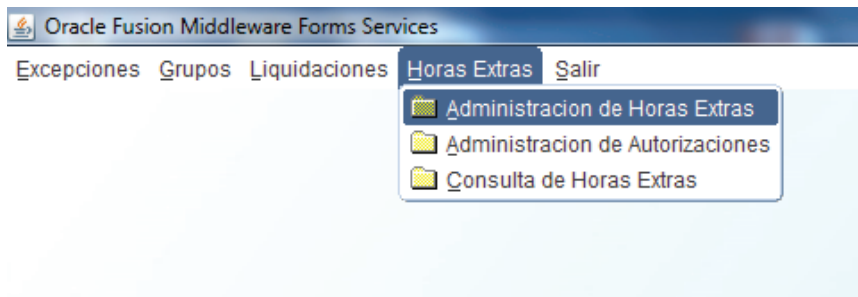 Oracle Fusion Middleware Forms Services
Excepciones Grupos Liquidaciones Horas Extras Salir
Administracion de Horas Extras
Administracion de Autorizaciones
Consulta de Horas Extras